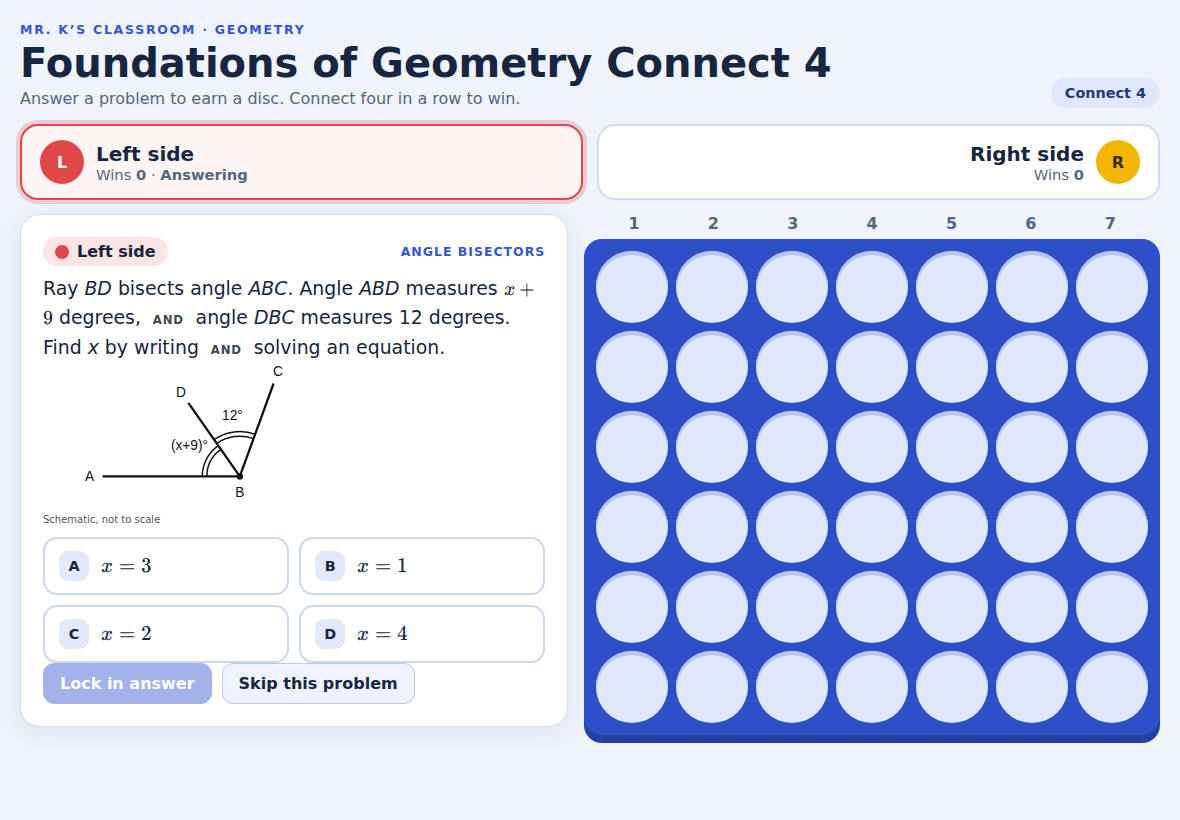 MR. K’S CLASSROOM · GEOMETRY
Foundations of Geometry Connect 4
Answer a problem to earn a disc. Connect four in a row to win.
Connect 4
L
Left side
Wins 0 · Answering
Right side
Wins 0
R
Left side
ANGLE BISECTORS
Ray BD bisects angle ABC. Angle ABD measures x +
9 degrees, AND angle DBC measures 12 degrees.
Find x by writing AND solving an equation.
C
D
12°
(x+9)°
A
B
Schematic, not to scale
A x = 3
B x = 1
C x = 2
D x = 4
Lock in answer
Skip this problem
1 2 3 4 5 6 7